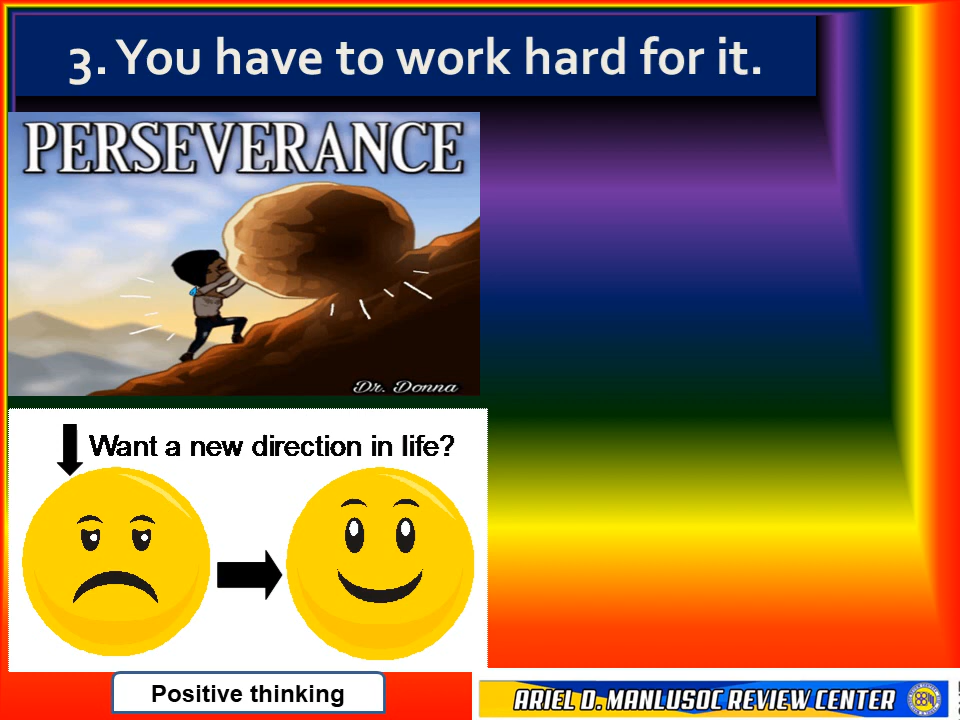 3. You have to work hard for it.
PERSEVERANCE
Dr. Donna
Want a new direction in life?
Positive thinking
ARIEL D. MANLUSOC REVIEW CENTER